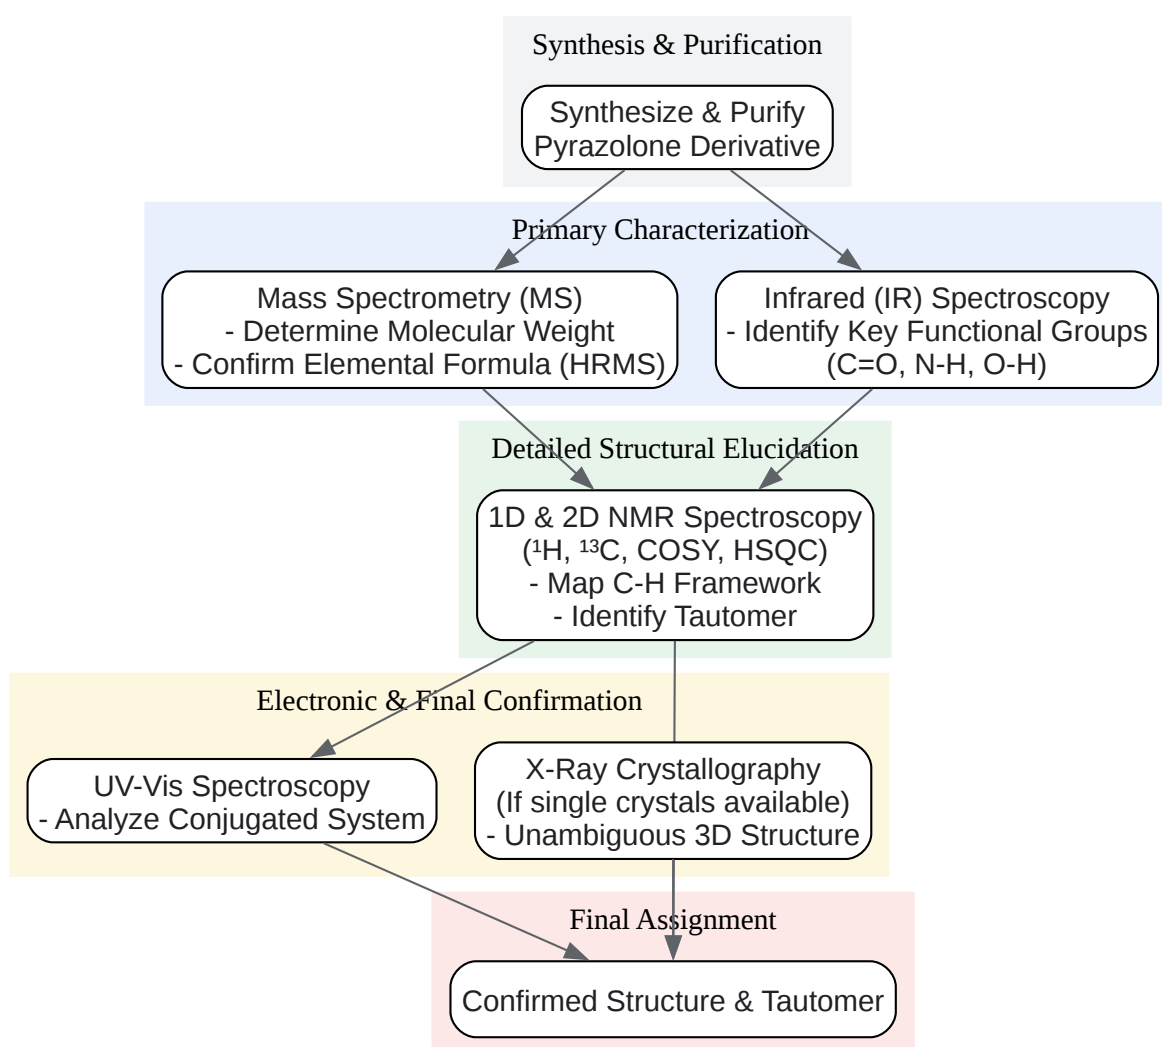 Synthesis & Purification
Synthesize & Purify
Pyrazolone Derivative
Primary Characterization
Mass Spectrometry (MS)
- Determine Molecular Weight
- Confirm Elemental Formula (HRMS)
Infrared (IR) Spectroscopy
- Identify Key Functional Groups
(C=O, N-H, O-H)
Detailed Structural Elucidation
1D & 2D NMR Spectroscopy
(¹H, ¹³C, COSY, HSQC)
- Map C-H Framework
- Identify Tautomer
Electronic & Final Confirmation
UV-Vis Spectroscopy
- Analyze Conjugated System
X-Ray Crystallography
(If single crystals available)
- Unambiguous 3D Structure
Final Assignment
Confirmed Structure & Tautomer